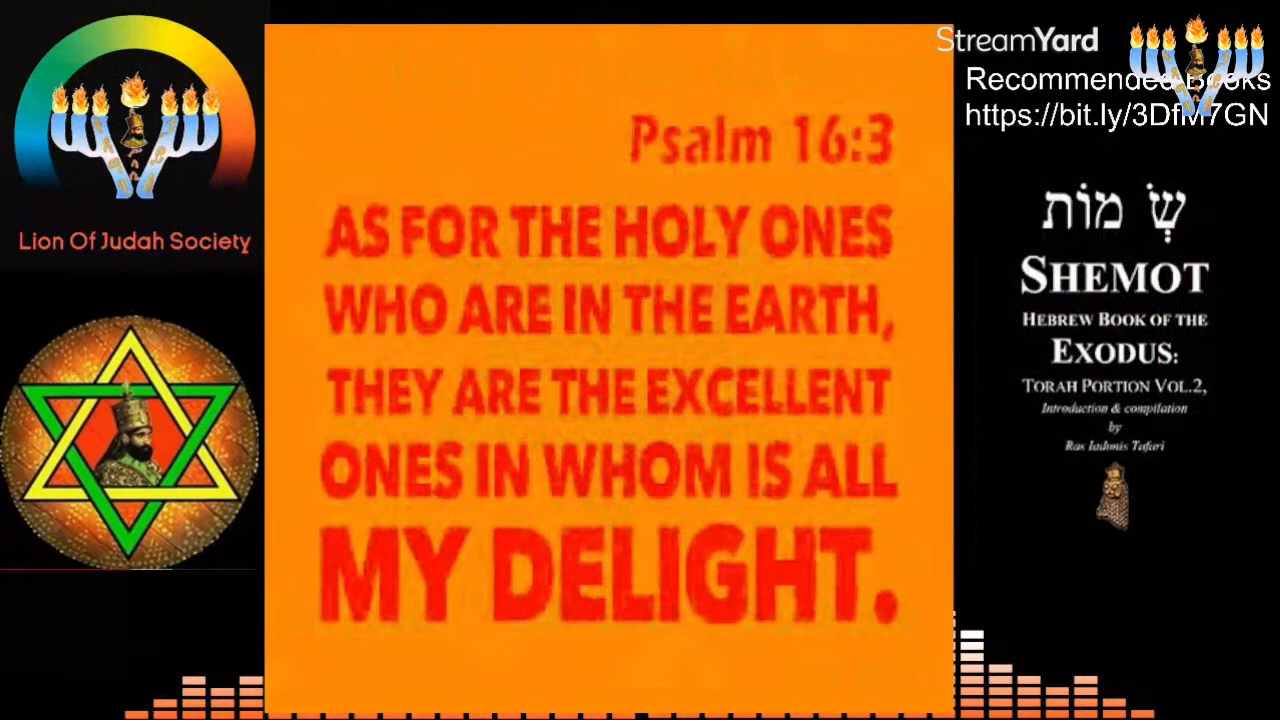 Lion Of Judah Society
Psalm 16:3
AS FOR THE HOLY ONES
WHO ARE IN THE EARTH,
THEY ARE THE EXCELLENT
ONES IN WHOM IS ALL
MY DELIGHT.
StreamYard
Recommended Books
https://bit.ly/3DfM7GN
שְׂ מוֹת
SHEMOT
HEBREW BOOK OF THE
EXODUS:
TORAH PORTION VOL.2,
Introduction & compilation
by
Ras Iadonis Tafari